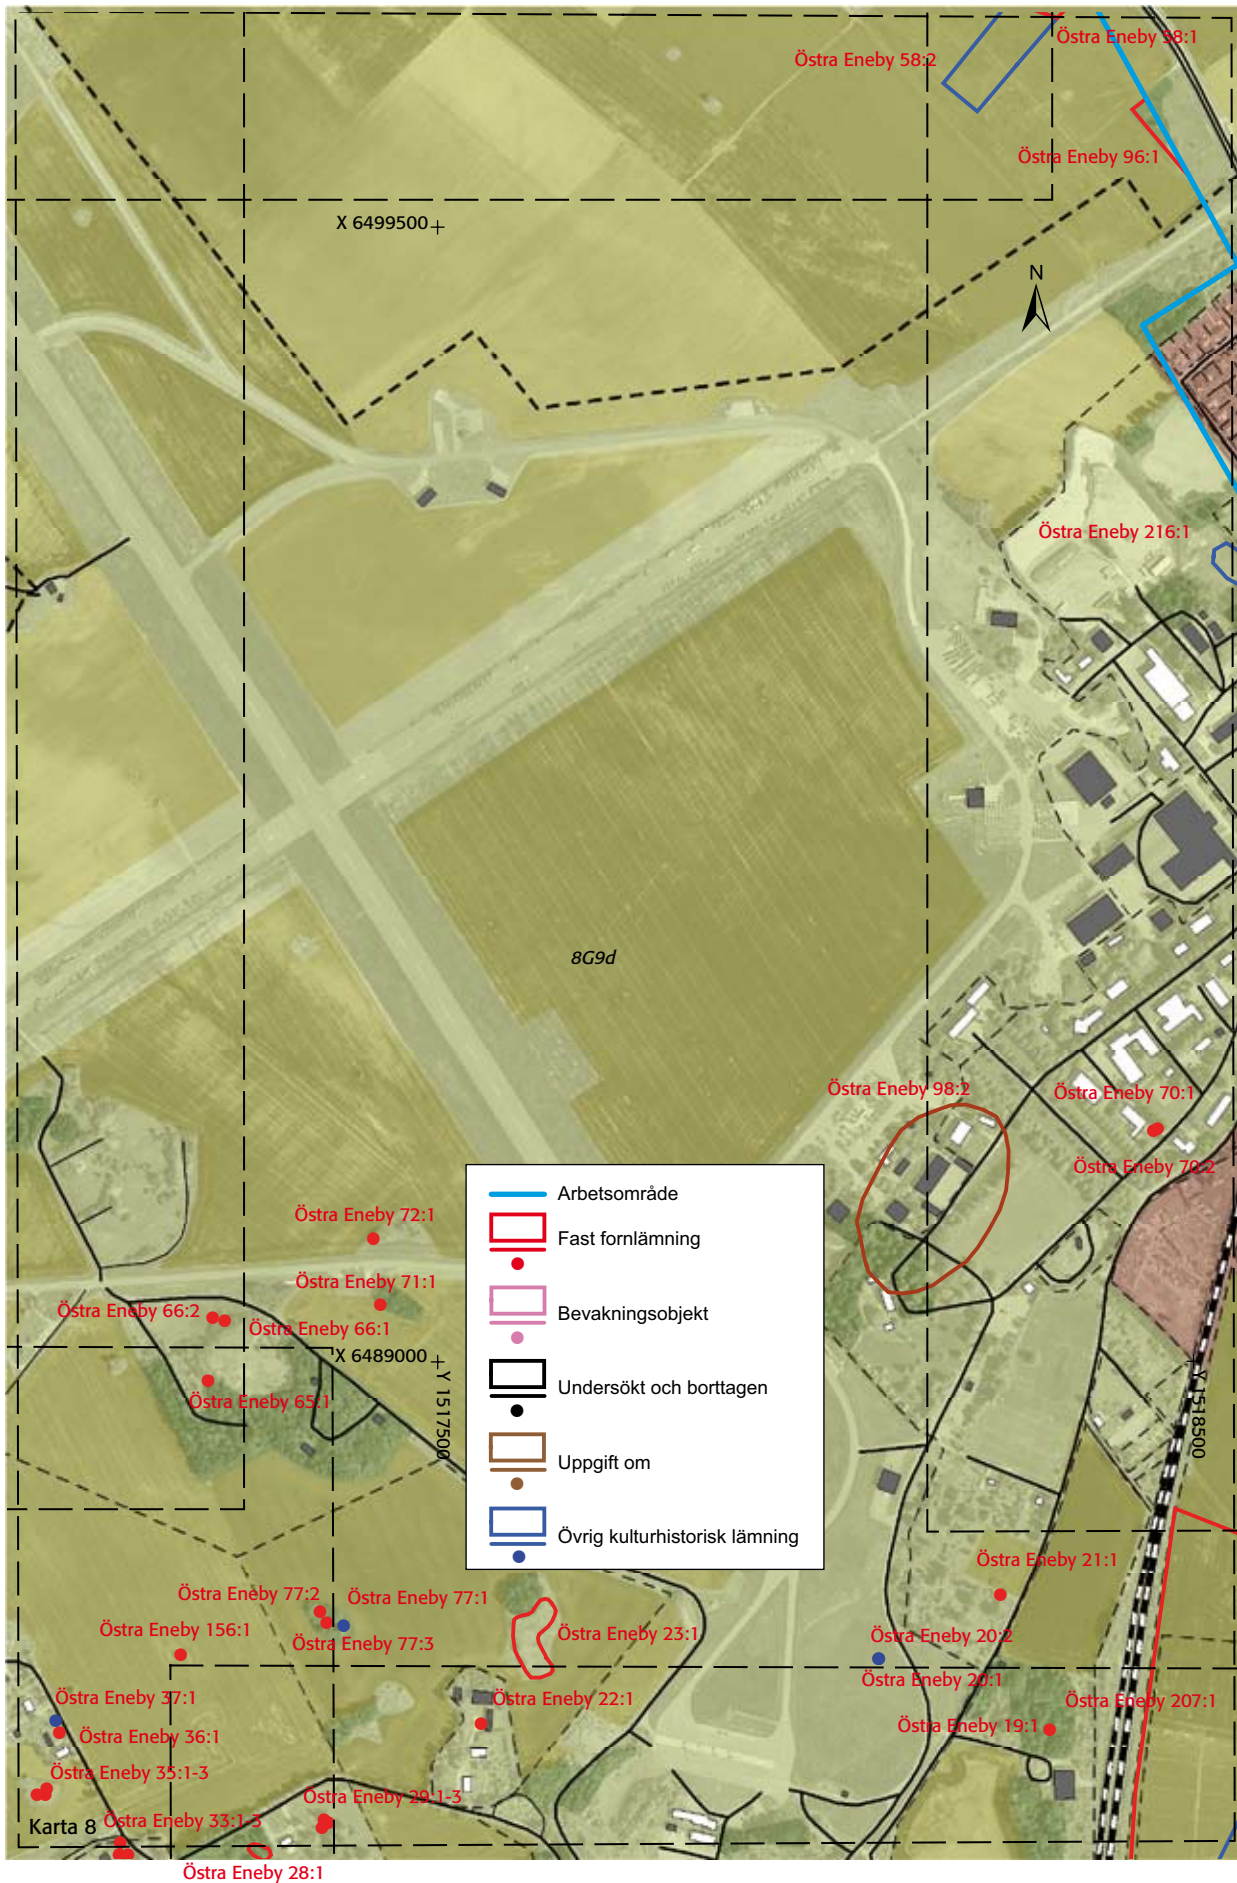 Östra Eneby 58:1
Östra Eneby 58:2
Östra Eneby 96:1
X 6499500
N
Östra Eneby 216:1
8G9d
Östra Eneby 98:2
Östra Eneby 70:1
Östra Eneby 70:2
Arbetsområde
Fast fornlämning
Bevakningsobjekt
Undersökt och borttagen
Uppgift om
Övrig kulturhistorisk lämning
Östra Eneby 72:1
Östra Eneby 71:1
Östra Eneby 66:2
Östra Eneby 66:1
X 6489000
Y 1517500
Y 1518500
Östra Eneby 65:1
Östra Eneby 21:1
Östra Eneby 77:2
Östra Eneby 77:1
Östra Eneby 156:1
Östra Eneby 77:3
Östra Eneby 23:1
Östra Eneby 20:2
Östra Eneby 20:1
Östra Eneby 37:1
Östra Eneby 22:1
Östra Eneby 207:1
Östra Eneby 36:1
Östra Eneby 19:1
Östra Eneby 35:1-3
Östra Eneby 29:1-3
Karta 8
Östra Eneby 33:1-3
Östra Eneby 28:1